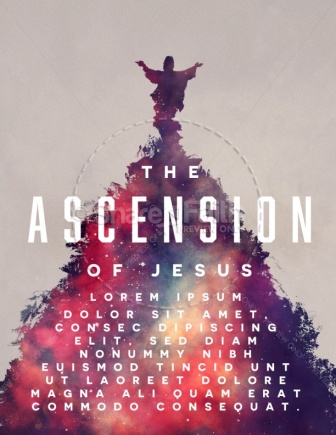 THE
ASCENSION
OF JESUS
LOREM IPSUM
DOLOR SIT AMET,
CONSEC DIPISCING
ELIT, SED DIAM
NONUMMY NIBH
EUISMOD TINCID UNT
UT LAOREET DOLORE
MAGNA ALI QUAM ERAT
COMMODO CONSEQUAT.